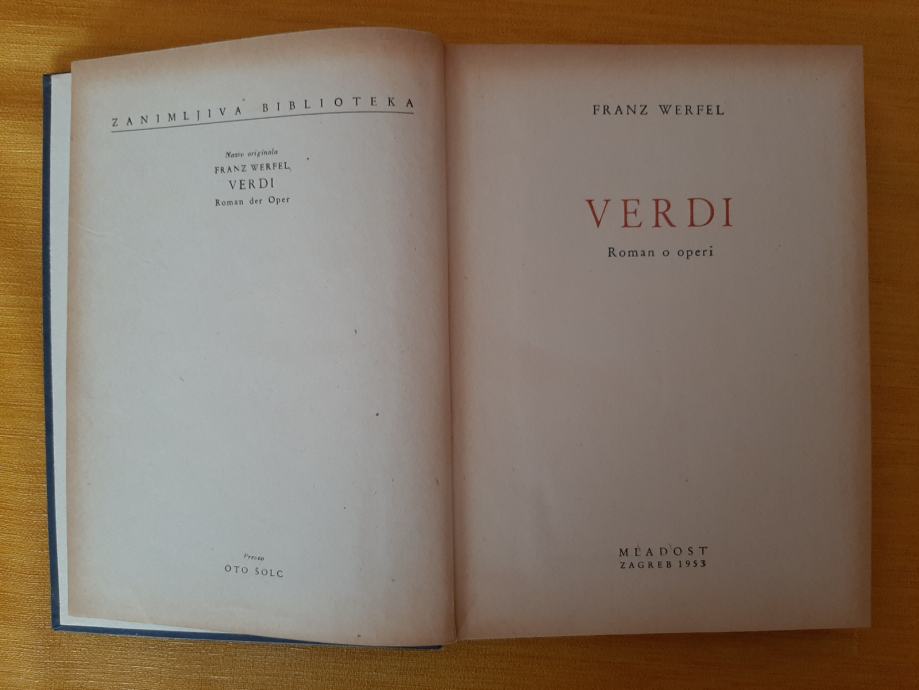 ZANIMLJIVA BIBLIOTEKA
Naziv originala
FRANZ WERFEL,
VERDI
Roman der Oper
Preveo
OTO ŠOLC
FRANZ WERFEL
VERDI
Roman o operi
MLADOST
ZAGREB 1953